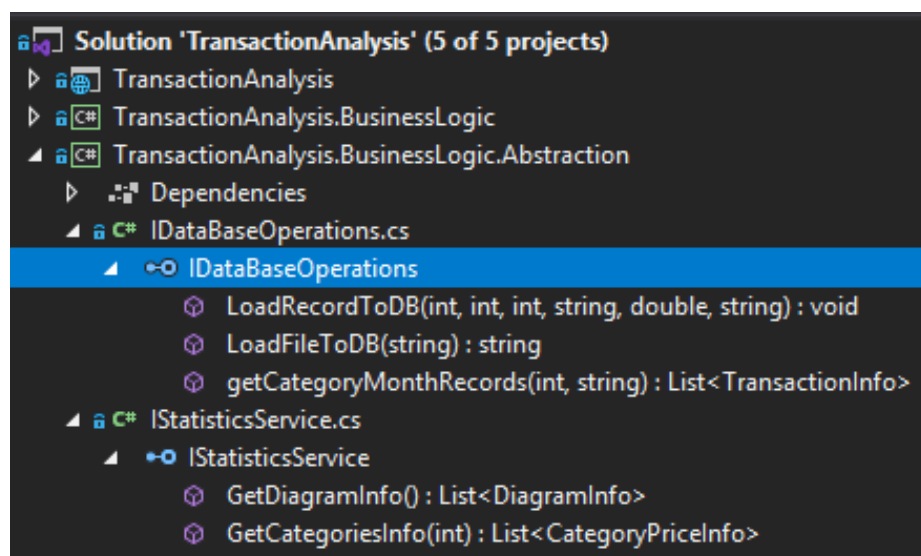 Solution 'TransactionAnalysis' (5 of 5 projects)
TransactionAnalysis
C# TransactionAnalysis.BusinessLogic
C# TransactionAnalysis.BusinessLogic.Abstraction
Dependencies
C# IDataBaseOperations.cs
IDataBaseOperations
LoadRecordToDB(int, int, int, string, double, string) : void
LoadFileToDB(string) : string
getCategoryMonthRecords(int, string) : List<TransactionInfo>
C# IStatisticsService.cs
IStatisticsService
GetDiagramInfo() : List<DiagramInfo>
GetCategoriesInfo(int) : List<CategoryPriceInfo>